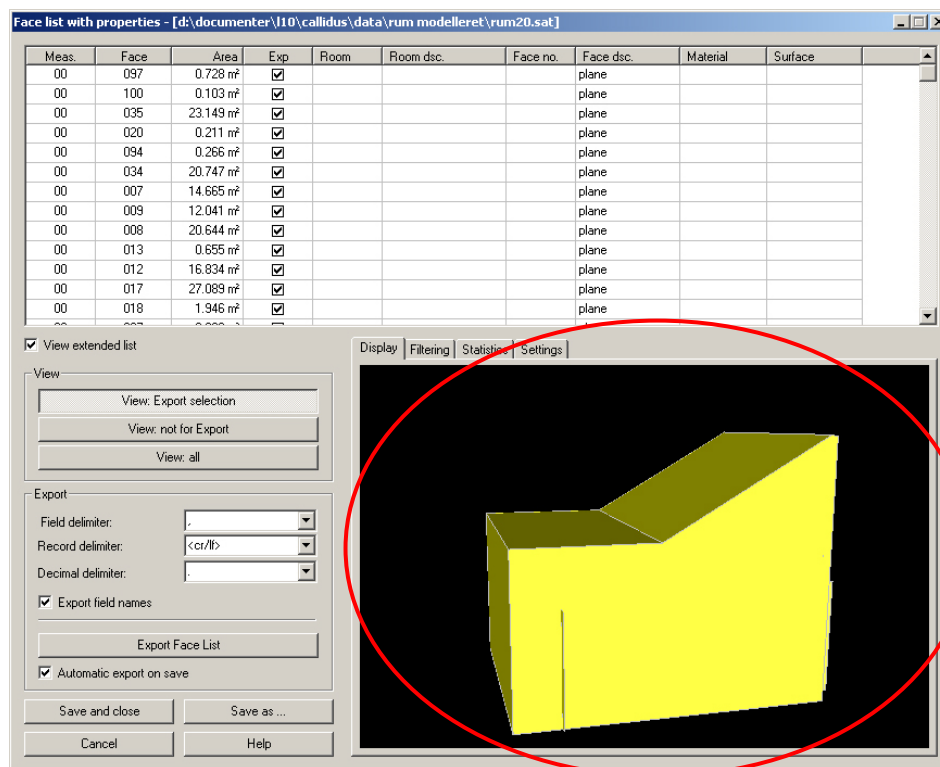 Face list with properties - [d:\documenter\l10\callidus\data\rum modelleret\rum20.sat]
Meas. Face Area Exp Room Room dsc. Face no. Face dsc. Material Surface
00 097 0.728 m² plane
00 100 0.103 m² plane
00 035 23.149 m² plane
00 020 0.211 m² plane
00 094 0.266 m² plane
00 034 20.747 m² plane
00 007 14.665 m² plane
00 009 12.041 m² plane
00 008 20.644 m² plane
00 013 0.655 m² plane
00 012 16.834 m² plane
00 017 27.089 m² plane
00 018 1.946 m² plane
View extended list
View
View: Export selection
View: not for Export
View: all
Export
Field delimiter: ,
Record delimiter: <cr/lf>
Decimal delimiter: .
Export field names
Export Face List
Automatic export on save
Save and close Save as ...
Cancel Help
Display Filtering Statistics Settings